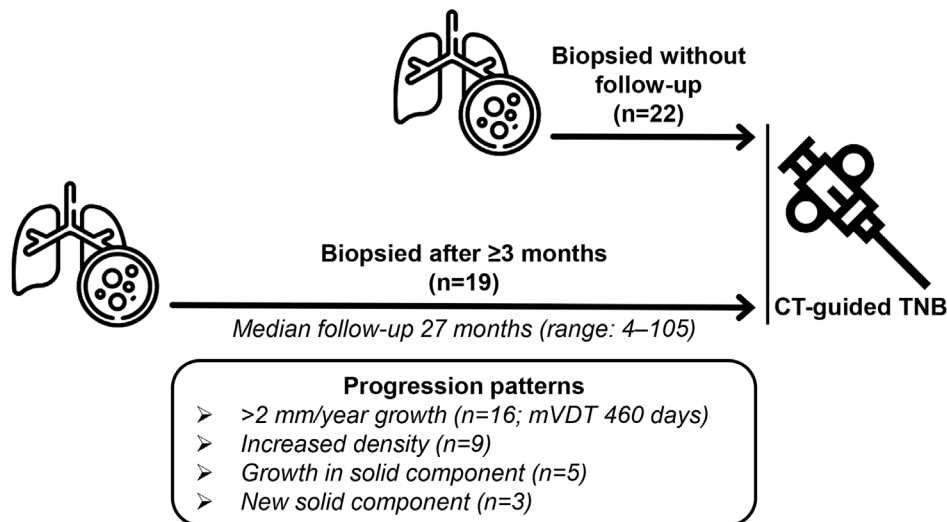 Biopsied without
follow-up
(n=22)
Biopsied after ≥3 months
(n=19)
Median follow-up 27 months (range: 4–105)
CT-guided TNB
Progression patterns
➢ >2 mm/year growth (n=16; mVDT 460 days)
➢ Increased density (n=9)
➢ Growth in solid component (n=5)
➢ New solid component (n=3)